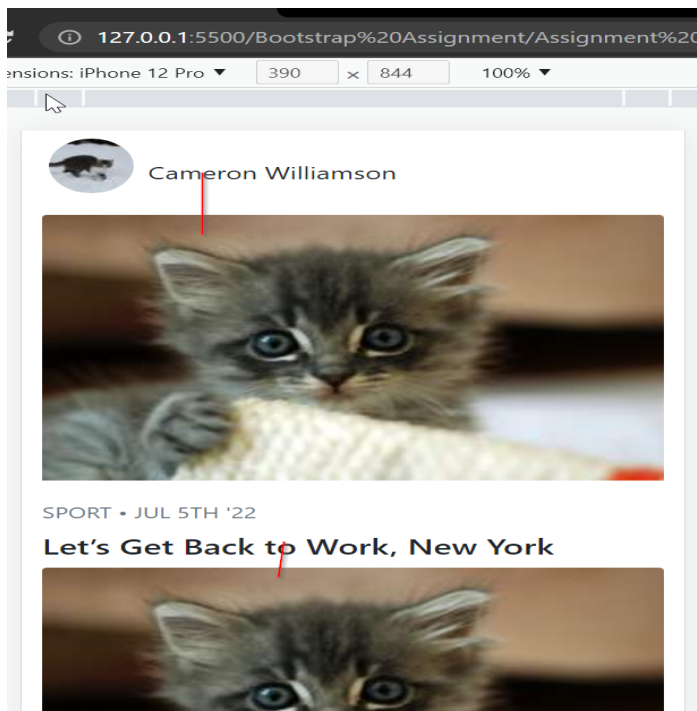 127.0.0.1:5500/Bootstrap%20Assignment/Assignment%20
ensions: iPhone 12 Pro ▼ 390 × 844 100% ▼
Cameron Williamson
SPORT • JUL 5TH '22
Let’s Get Back to Work, New York